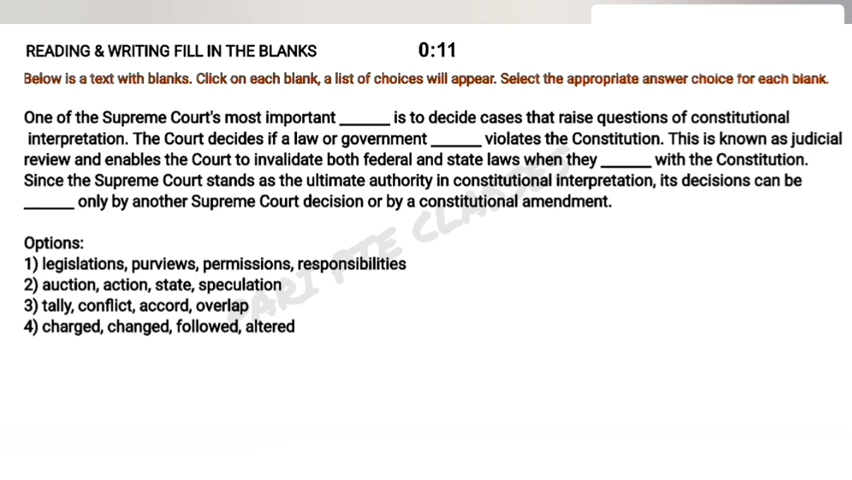 READING & WRITING FILL IN THE BLANKS 0:11
Below is a text with blanks. Click on each blank, a list of choices will appear. Select the appropriate answer choice for each blank.
One of the Supreme Court's most important ______ is to decide cases that raise questions of constitutional
interpretation. The Court decides if a law or government ______ violates the Constitution. This is known as judicial
review and enables the Court to invalidate both federal and state laws when they ______ with the Constitution.
Since the Supreme Court stands as the ultimate authority in constitutional interpretation, its decisions can be
______ only by another Supreme Court decision or by a constitutional amendment.
Options:
1) legislations, purviews, permissions, responsibilities
2) auction, action, state, speculation
3) tally, conflict, accord, overlap
4) charged, changed, followed, altered
PARI PTE CLASSES